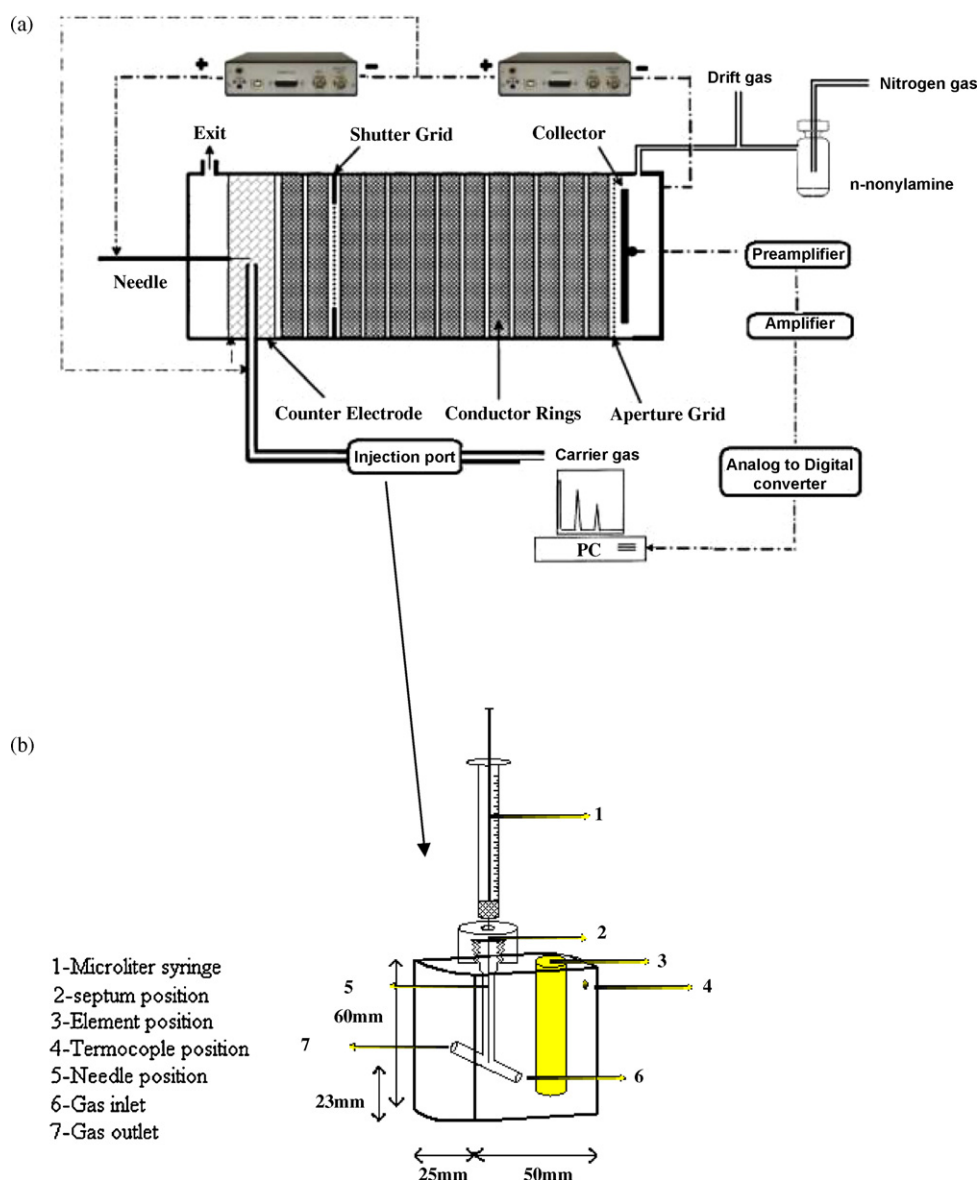 (a)
+ - + -
Drift gas
Nitrogen gas
Exit
Shutter Grid
Collector
n-nonylamine
Needle
Preamplifier
Amplifier
Counter Electrode
Conductor Rings
Aperture Grid
Injection port
Carrier gas
Analog to Digital
converter
PC
(b)
1
2
3
4
5
60mm
7
6
23mm
25mm
50mm
1-Microliter syringe
2-septum position
3-Element position
4-Termocople position
5-Needle position
6-Gas inlet
7-Gas outlet